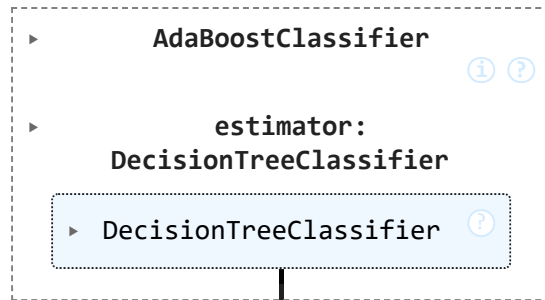 AdaBoostClassifier
i ?
estimator:
DecisionTreeClassifier
DecisionTreeClassifier ?